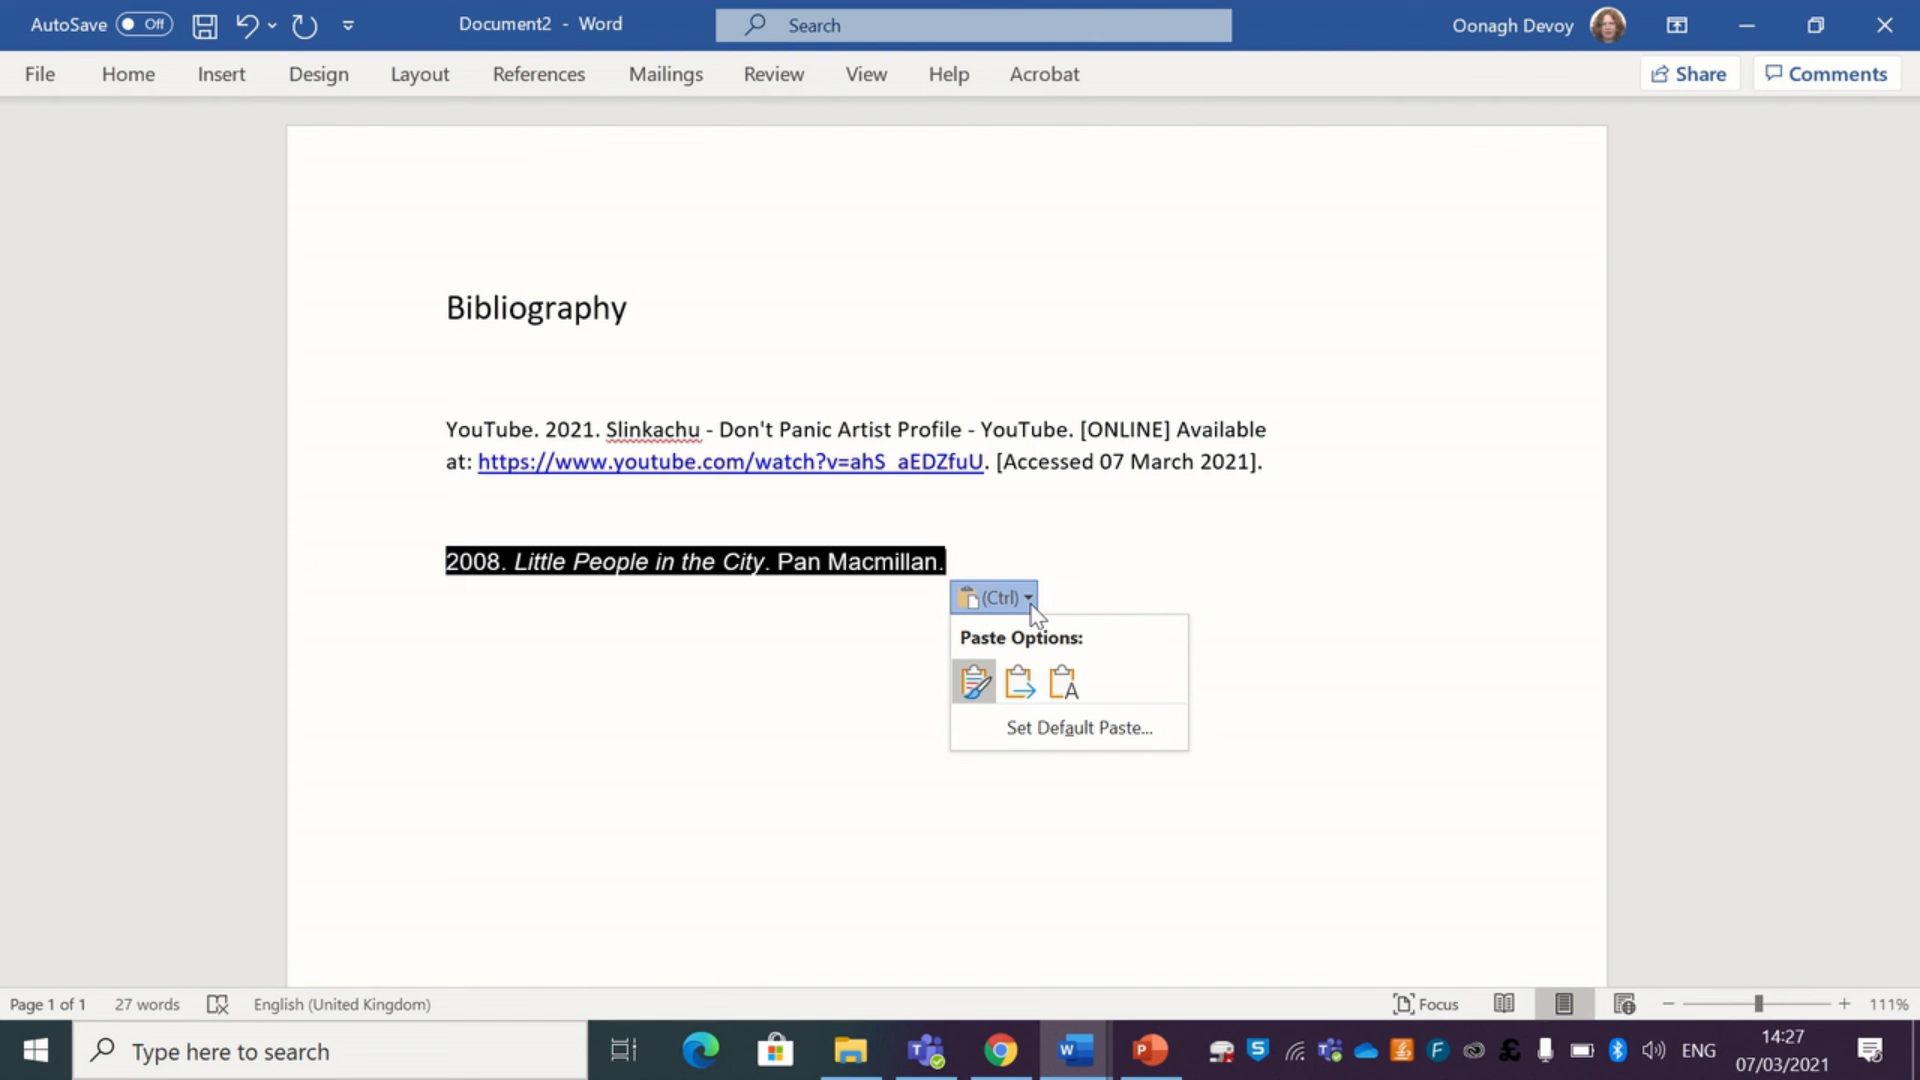 AutoSave Off Document2 - Word Search Oonagh Devoy
File Home Insert Design Layout References Mailings Review View Help Acrobat Share Comments
Bibliography
YouTube. 2021. Slinkachu - Don't Panic Artist Profile - YouTube. [ONLINE] Available
at: https://www.youtube.com/watch?v=ahS_aEDZfuU. [Accessed 07 March 2021].
2008. Little People in the City. Pan Macmillan.
(Ctrl)
Paste Options:
Set Default Paste...
Page 1 of 1 27 words English (United Kingdom) Focus 111%
Type here to search ENG 14:27
07/03/2021